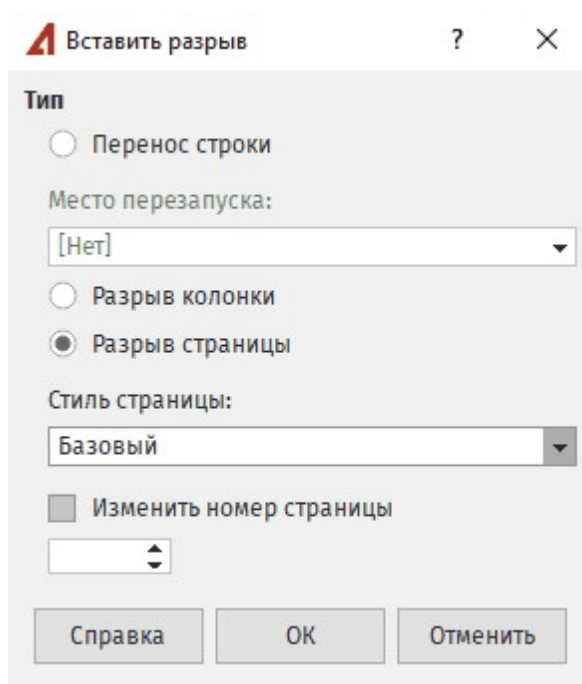 Вставить разрыв ?
Тип
Перенос строки
Место перезапуска:
[Нет]
Разрыв колонки
Разрыв страницы
Стиль страницы:
Базовый
Изменить номер страницы
Справка ОК Отменить